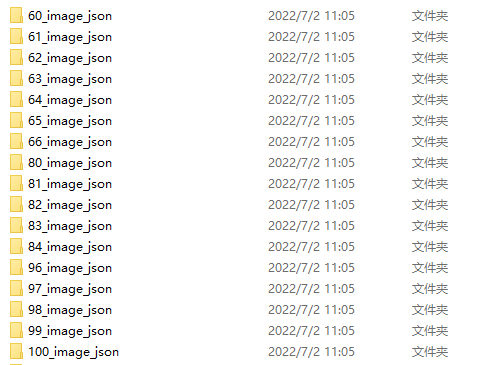 60_image_json 2022/7/2 11:05 文件夹
61_image_json 2022/7/2 11:05 文件夹
62_image_json 2022/7/2 11:05 文件夹
63_image_json 2022/7/2 11:05 文件夹
64_image_json 2022/7/2 11:05 文件夹
65_image_json 2022/7/2 11:05 文件夹
66_image_json 2022/7/2 11:05 文件夹
80_image_json 2022/7/2 11:05 文件夹
81_image_json 2022/7/2 11:05 文件夹
82_image_json 2022/7/2 11:05 文件夹
83_image_json 2022/7/2 11:05 文件夹
84_image_json 2022/7/2 11:05 文件夹
96_image_json 2022/7/2 11:05 文件夹
97_image_json 2022/7/2 11:05 文件夹
98_image_json 2022/7/2 11:05 文件夹
99_image_json 2022/7/2 11:05 文件夹
100_image_json 2022/7/2 11:05 文件夹